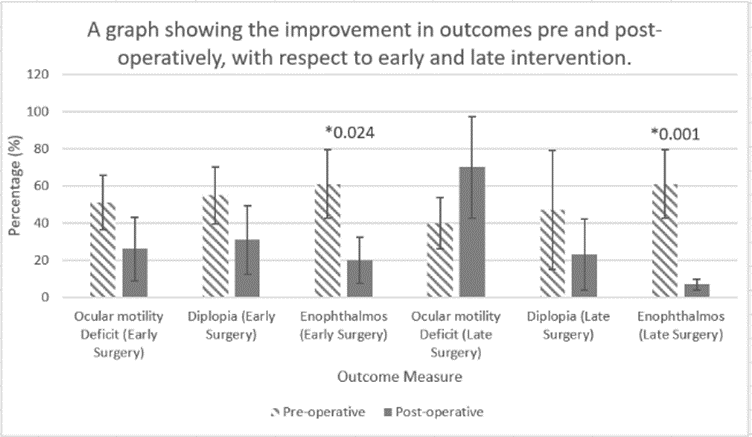 A graph showing the improvement in outcomes pre and post-
operatively, with respect to early and late intervention.
120
100
80
60
40
20
0
Percentage (%)
*0.024
*0.001
Ocular motility
Deficit (Early
Surgery)
Diplopia (Early
Surgery)
Enophthalmos
(Early Surgery)
Ocular motility
Deficit (Late
Surgery)
Diplopia (Late
Surgery)
Enophthalmos
(Late Surgery)
Outcome Measure
Pre-operative
Post-operative